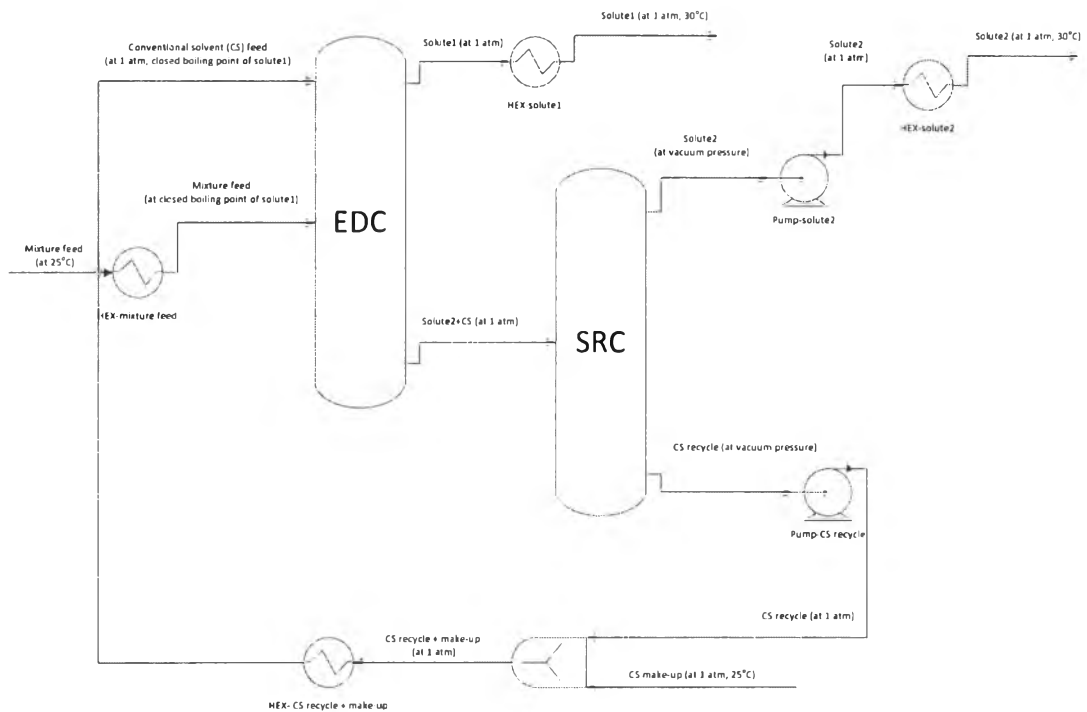 Solute1 (at 1 atm, 30°C)
Conventional solvent (CS) feed
(at 1 atm, closed boiling point of solute1)
Solute1 (at 1 atm)
HEX-solute1
Solute2
(at 1 atm)
Solute2 (at 1 atm, 30°C)
HEX-solute2
Solute2
(at vacuum pressure)
Pump-solute2
Mixture feed
(at closed boiling point of solute1)
EDC
Mixture feed
(at 25°C)
HEX-mixture feed
Solute2+CS (at 1 atm)
SRC
CS recycle (at vacuum pressure)
Pump-CS recycle
CS recycle (at 1 atm)
CS recycle + make-up
(at 1 atm)
CS make-up (at 1 atm, 25°C)
HEX- CS recycle + make-up